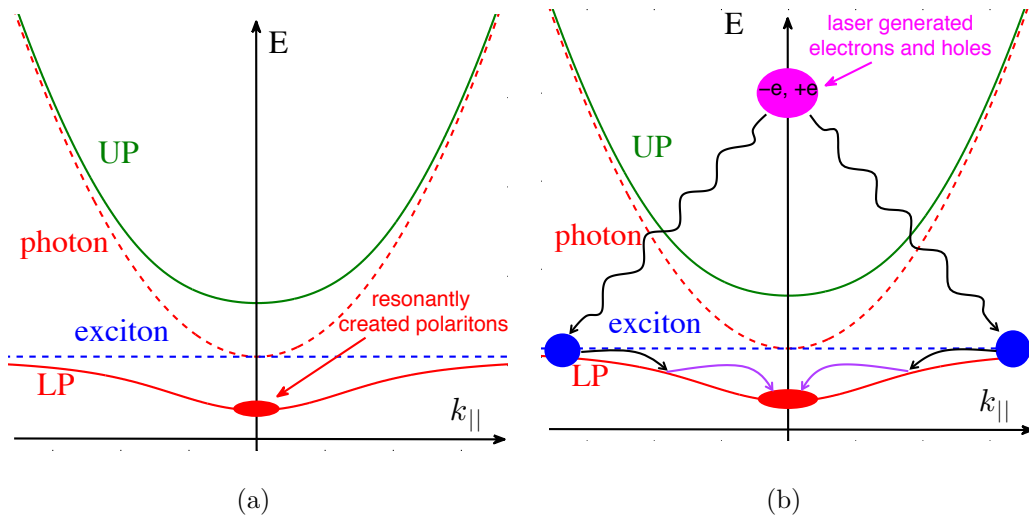 E
UP
photon
exciton
LP
resonantly
created polaritons
k||
(a)
E
laser generated
electrons and holes
−e, +e
UP
photon
exciton
LP
k||
(b)